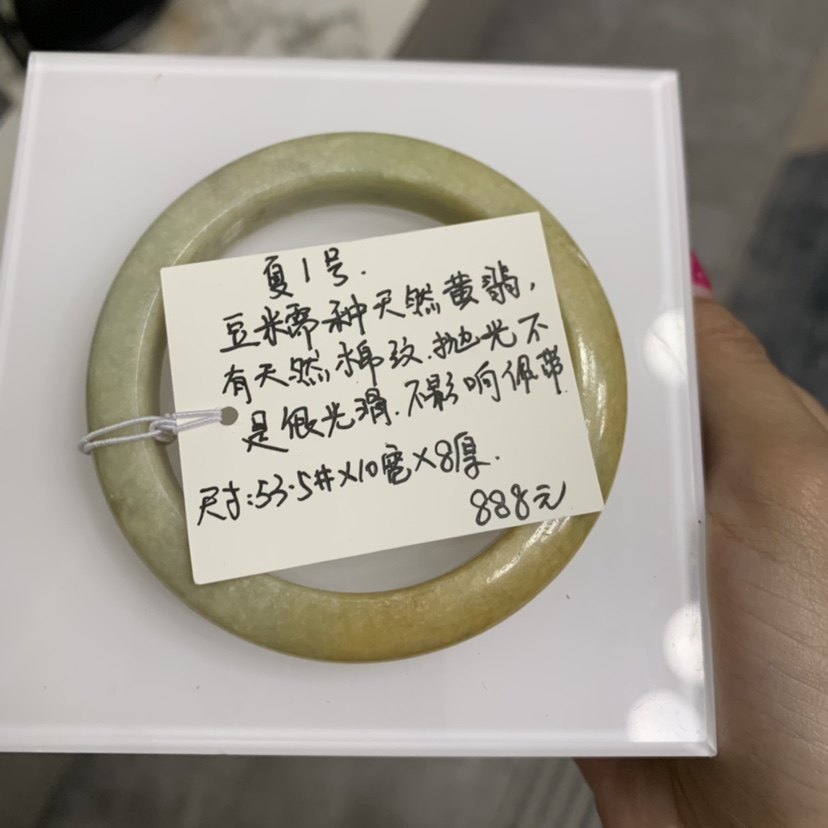 夏1号.
豆米糯种天然黄翡,
有天然棉纹.抛光不
是很光滑.不影响佩带
尺寸:53.5#×10宽×8厚.
888元